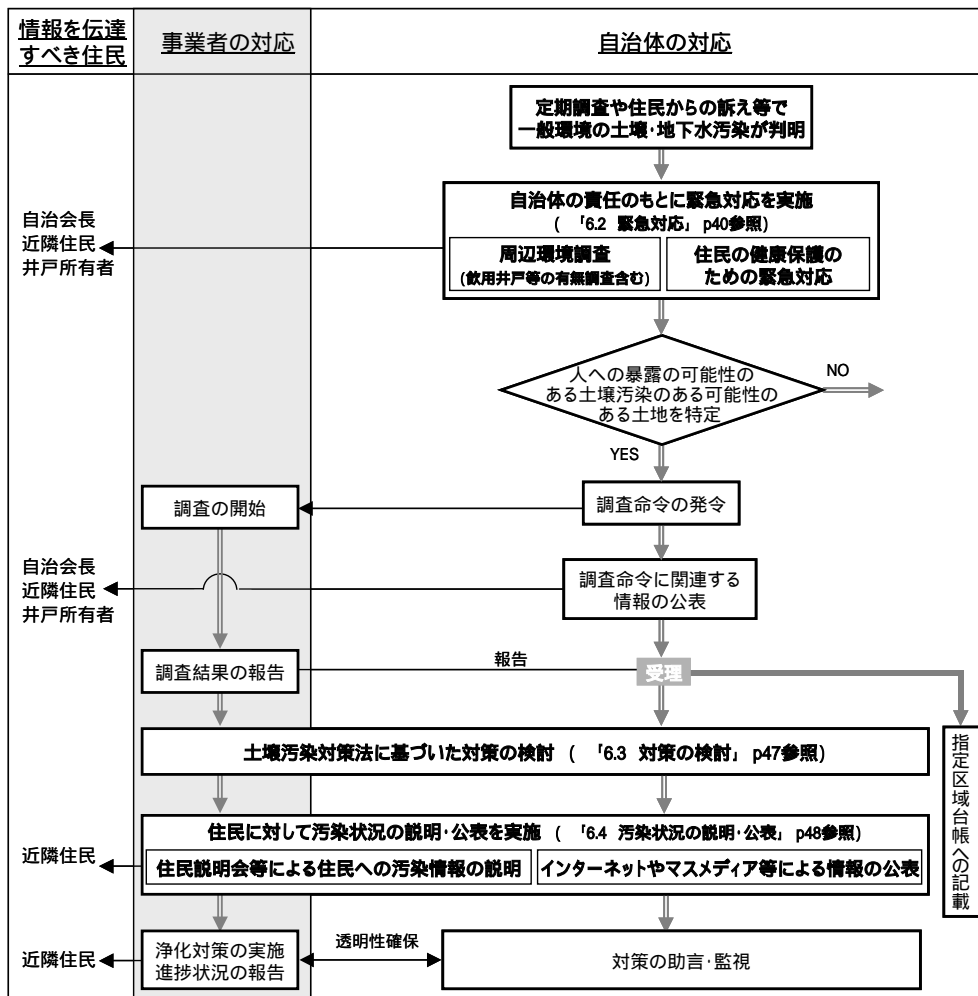 情報を伝達
すべき住民
事業者の対応
自治体の対応
定期調査や住民からの訴え等で
一般環境の土壌・地下水汚染が判明
自治体の責任のもとに緊急対応を実施
( 「6.2 緊急対応」 p40参照)
周辺環境調査
(飲用井戸等の有無調査含む)
住民の健康保護の
ための緊急対応
自治会長
近隣住民
井戸所有者
人への暴露の可能性の
ある土壌汚染のある可能性の
ある土地を特定
NO
YES
調査の開始
調査命令の発令
自治会長
近隣住民
井戸所有者
調査命令に関連する
情報の公表
調査結果の報告
報告
受理
土壌汚染対策法に基づいた対策の検討 ( 「6.3 対策の検討」 p47参照)
指定区域台帳への記載
住民に対して汚染状況の説明・公表を実施 ( 「6.4 汚染状況の説明・公表」 p48参照)
近隣住民
住民説明会等による住民への汚染情報の説明
インターネットやマスメディア等による情報の公表
近隣住民
浄化対策の実施
進捗状況の報告
透明性確保
対策の助言・監視